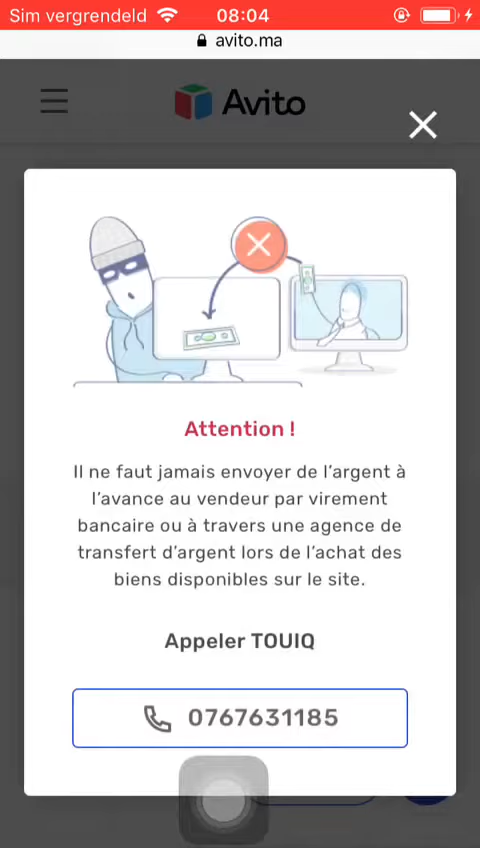 Sim vergrendeld 08:04
avito.ma
Avito
Attention !
Il ne faut jamais envoyer de l'argent à
l'avance au vendeur par virement
bancaire ou à travers une agence de
transfert d'argent lors de l'achat des
biens disponibles sur le site.
Appeler TOUIQ
0767631185